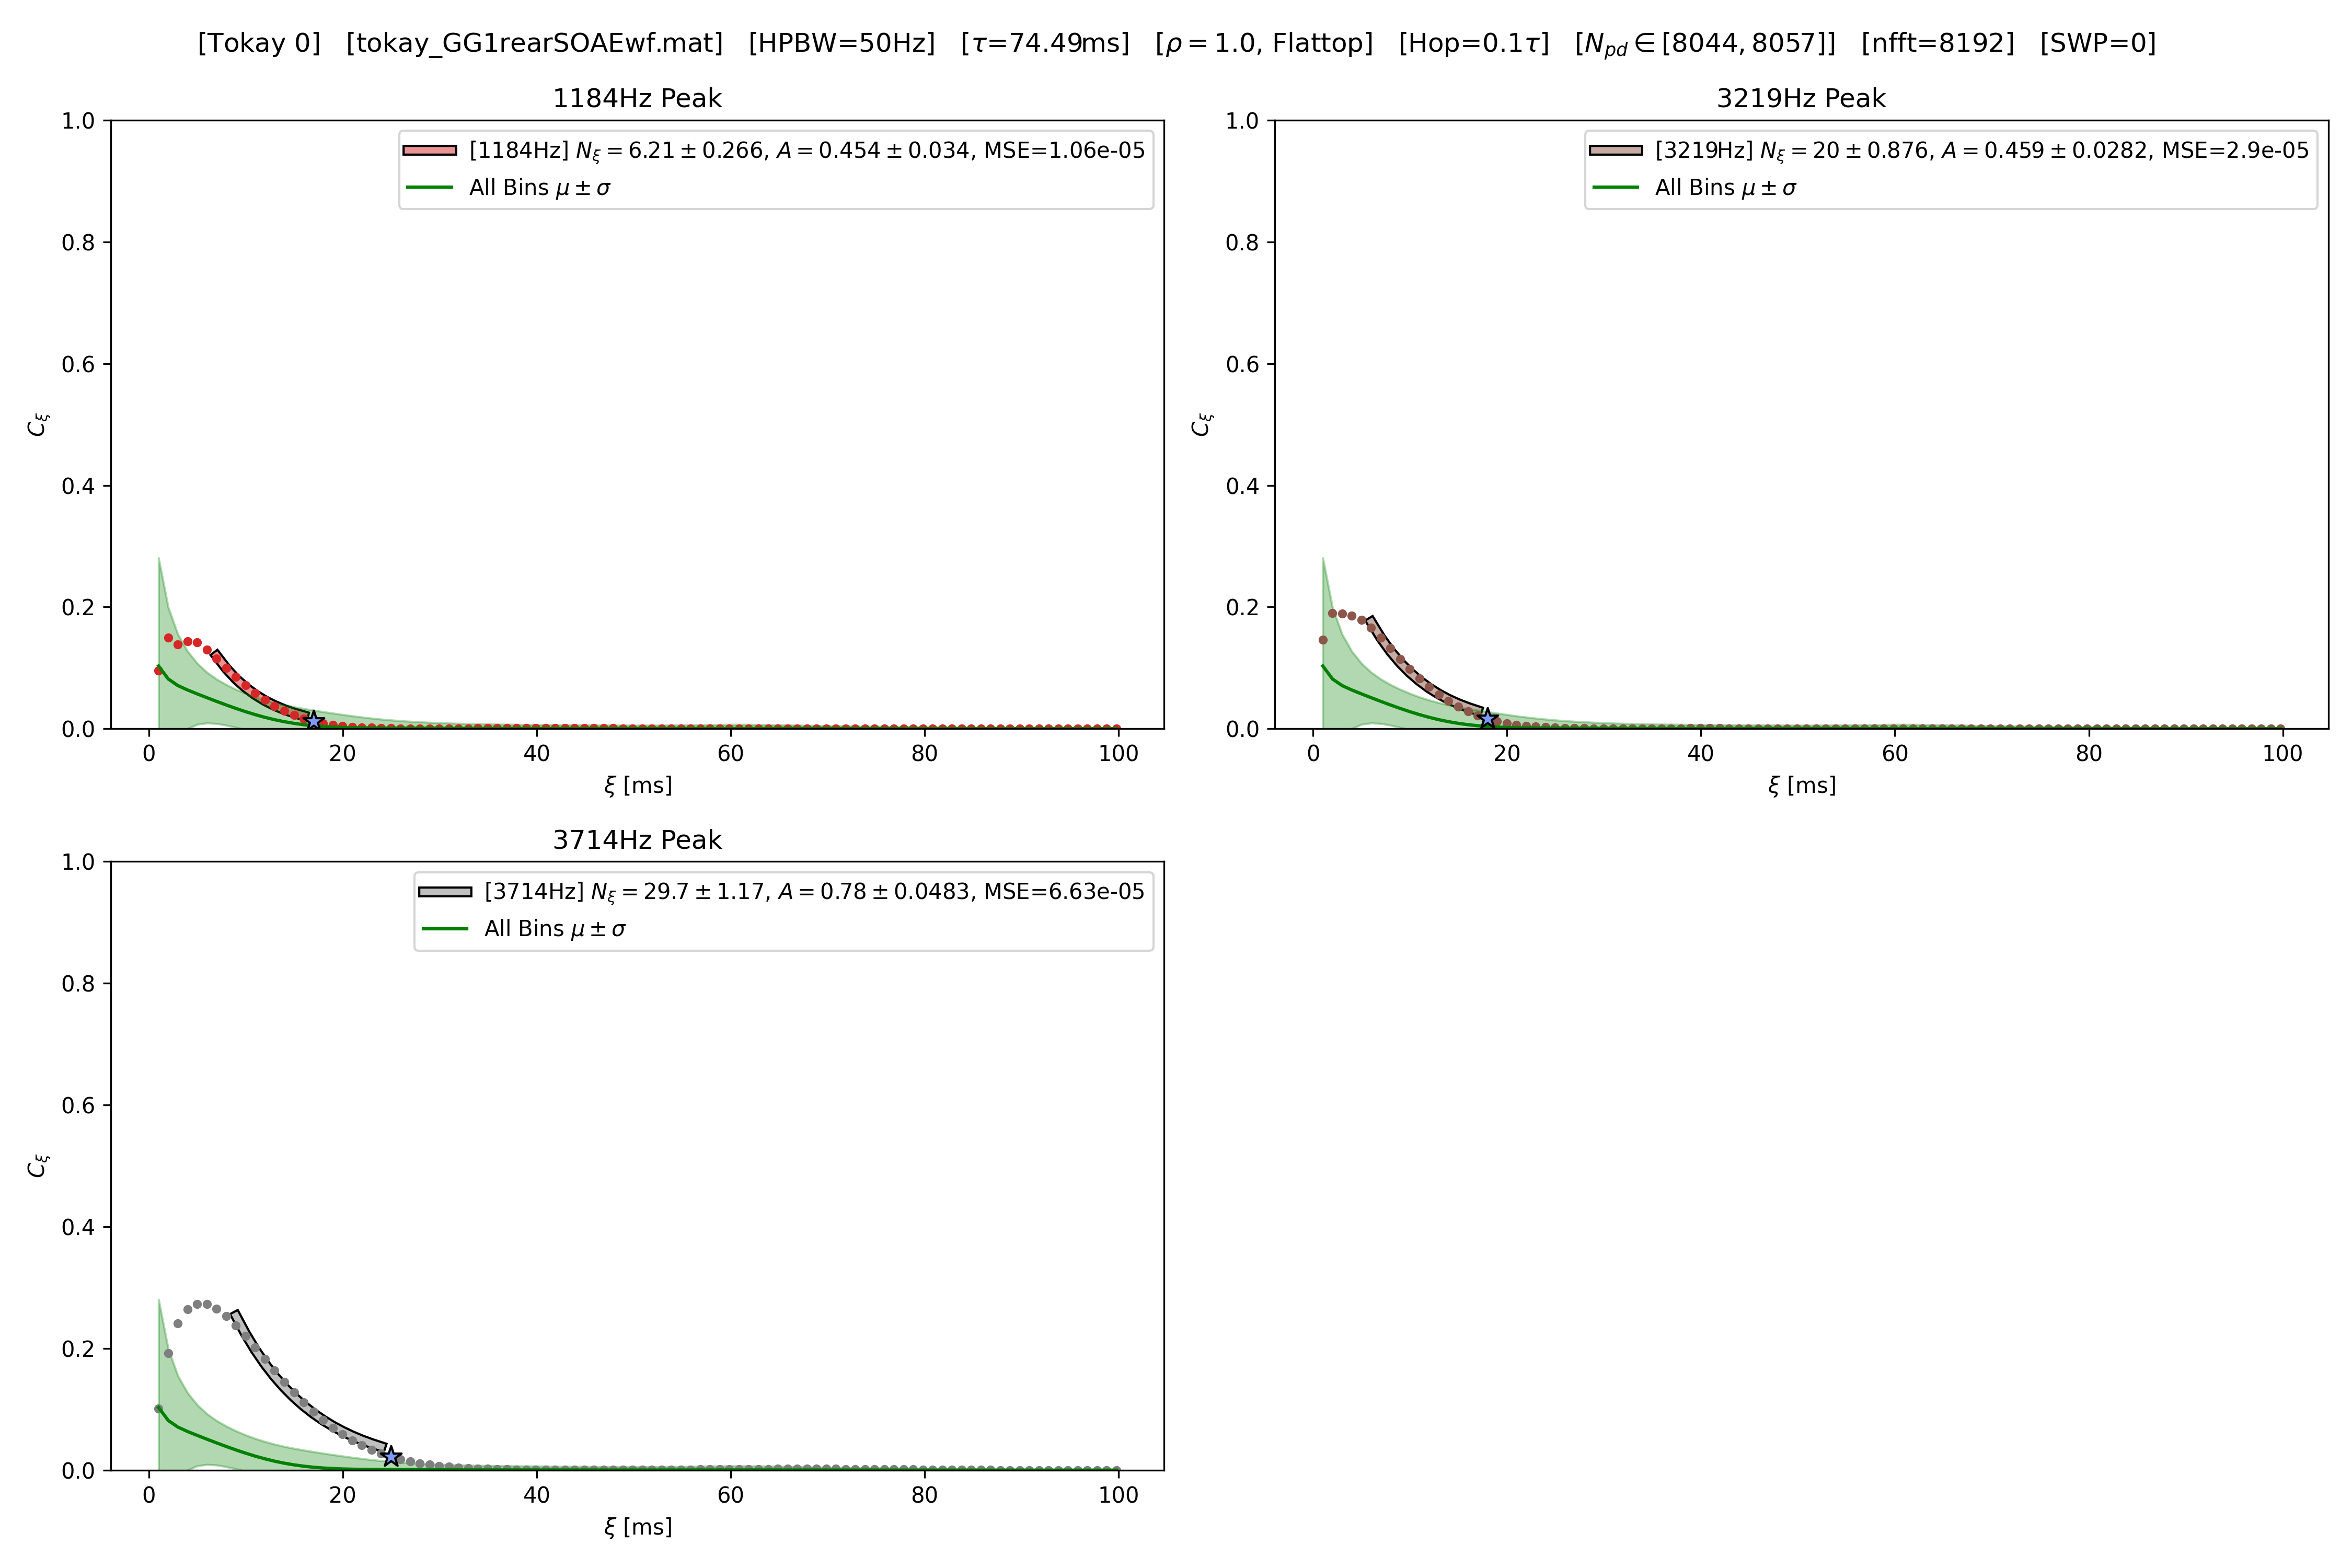 [Tokay 0] [tokay_GG1rearSOAEwf.mat] [HPBW=50Hz] [τ=74.49ms] [ρ = 1.0, Flattop] [Hop=0.1τ] [N_pd ∈ [8044, 8057]] [nfft=8192] [SWP=0]
1184Hz Peak
[1184Hz] N_ξ = 6.21 ± 0.266, A = 0.454 ± 0.034, MSE=1.06e-05
All Bins μ ± σ
1.0
0.8
0.6
0.4
0.2
0.0
C_ξ
0 20 40 60 80 100
ξ [ms]
3219Hz Peak
[3219Hz] N_ξ = 20 ± 0.876, A = 0.459 ± 0.0282, MSE=2.9e-05
All Bins μ ± σ
1.0
0.8
0.6
0.4
0.2
0.0
C_ξ
0 20 40 60 80 100
ξ [ms]
3714Hz Peak
[3714Hz] N_ξ = 29.7 ± 1.17, A = 0.78 ± 0.0483, MSE=6.63e-05
All Bins μ ± σ
1.0
0.8
0.6
0.4
0.2
0.0
C_ξ
0 20 40 60 80 100
ξ [ms]